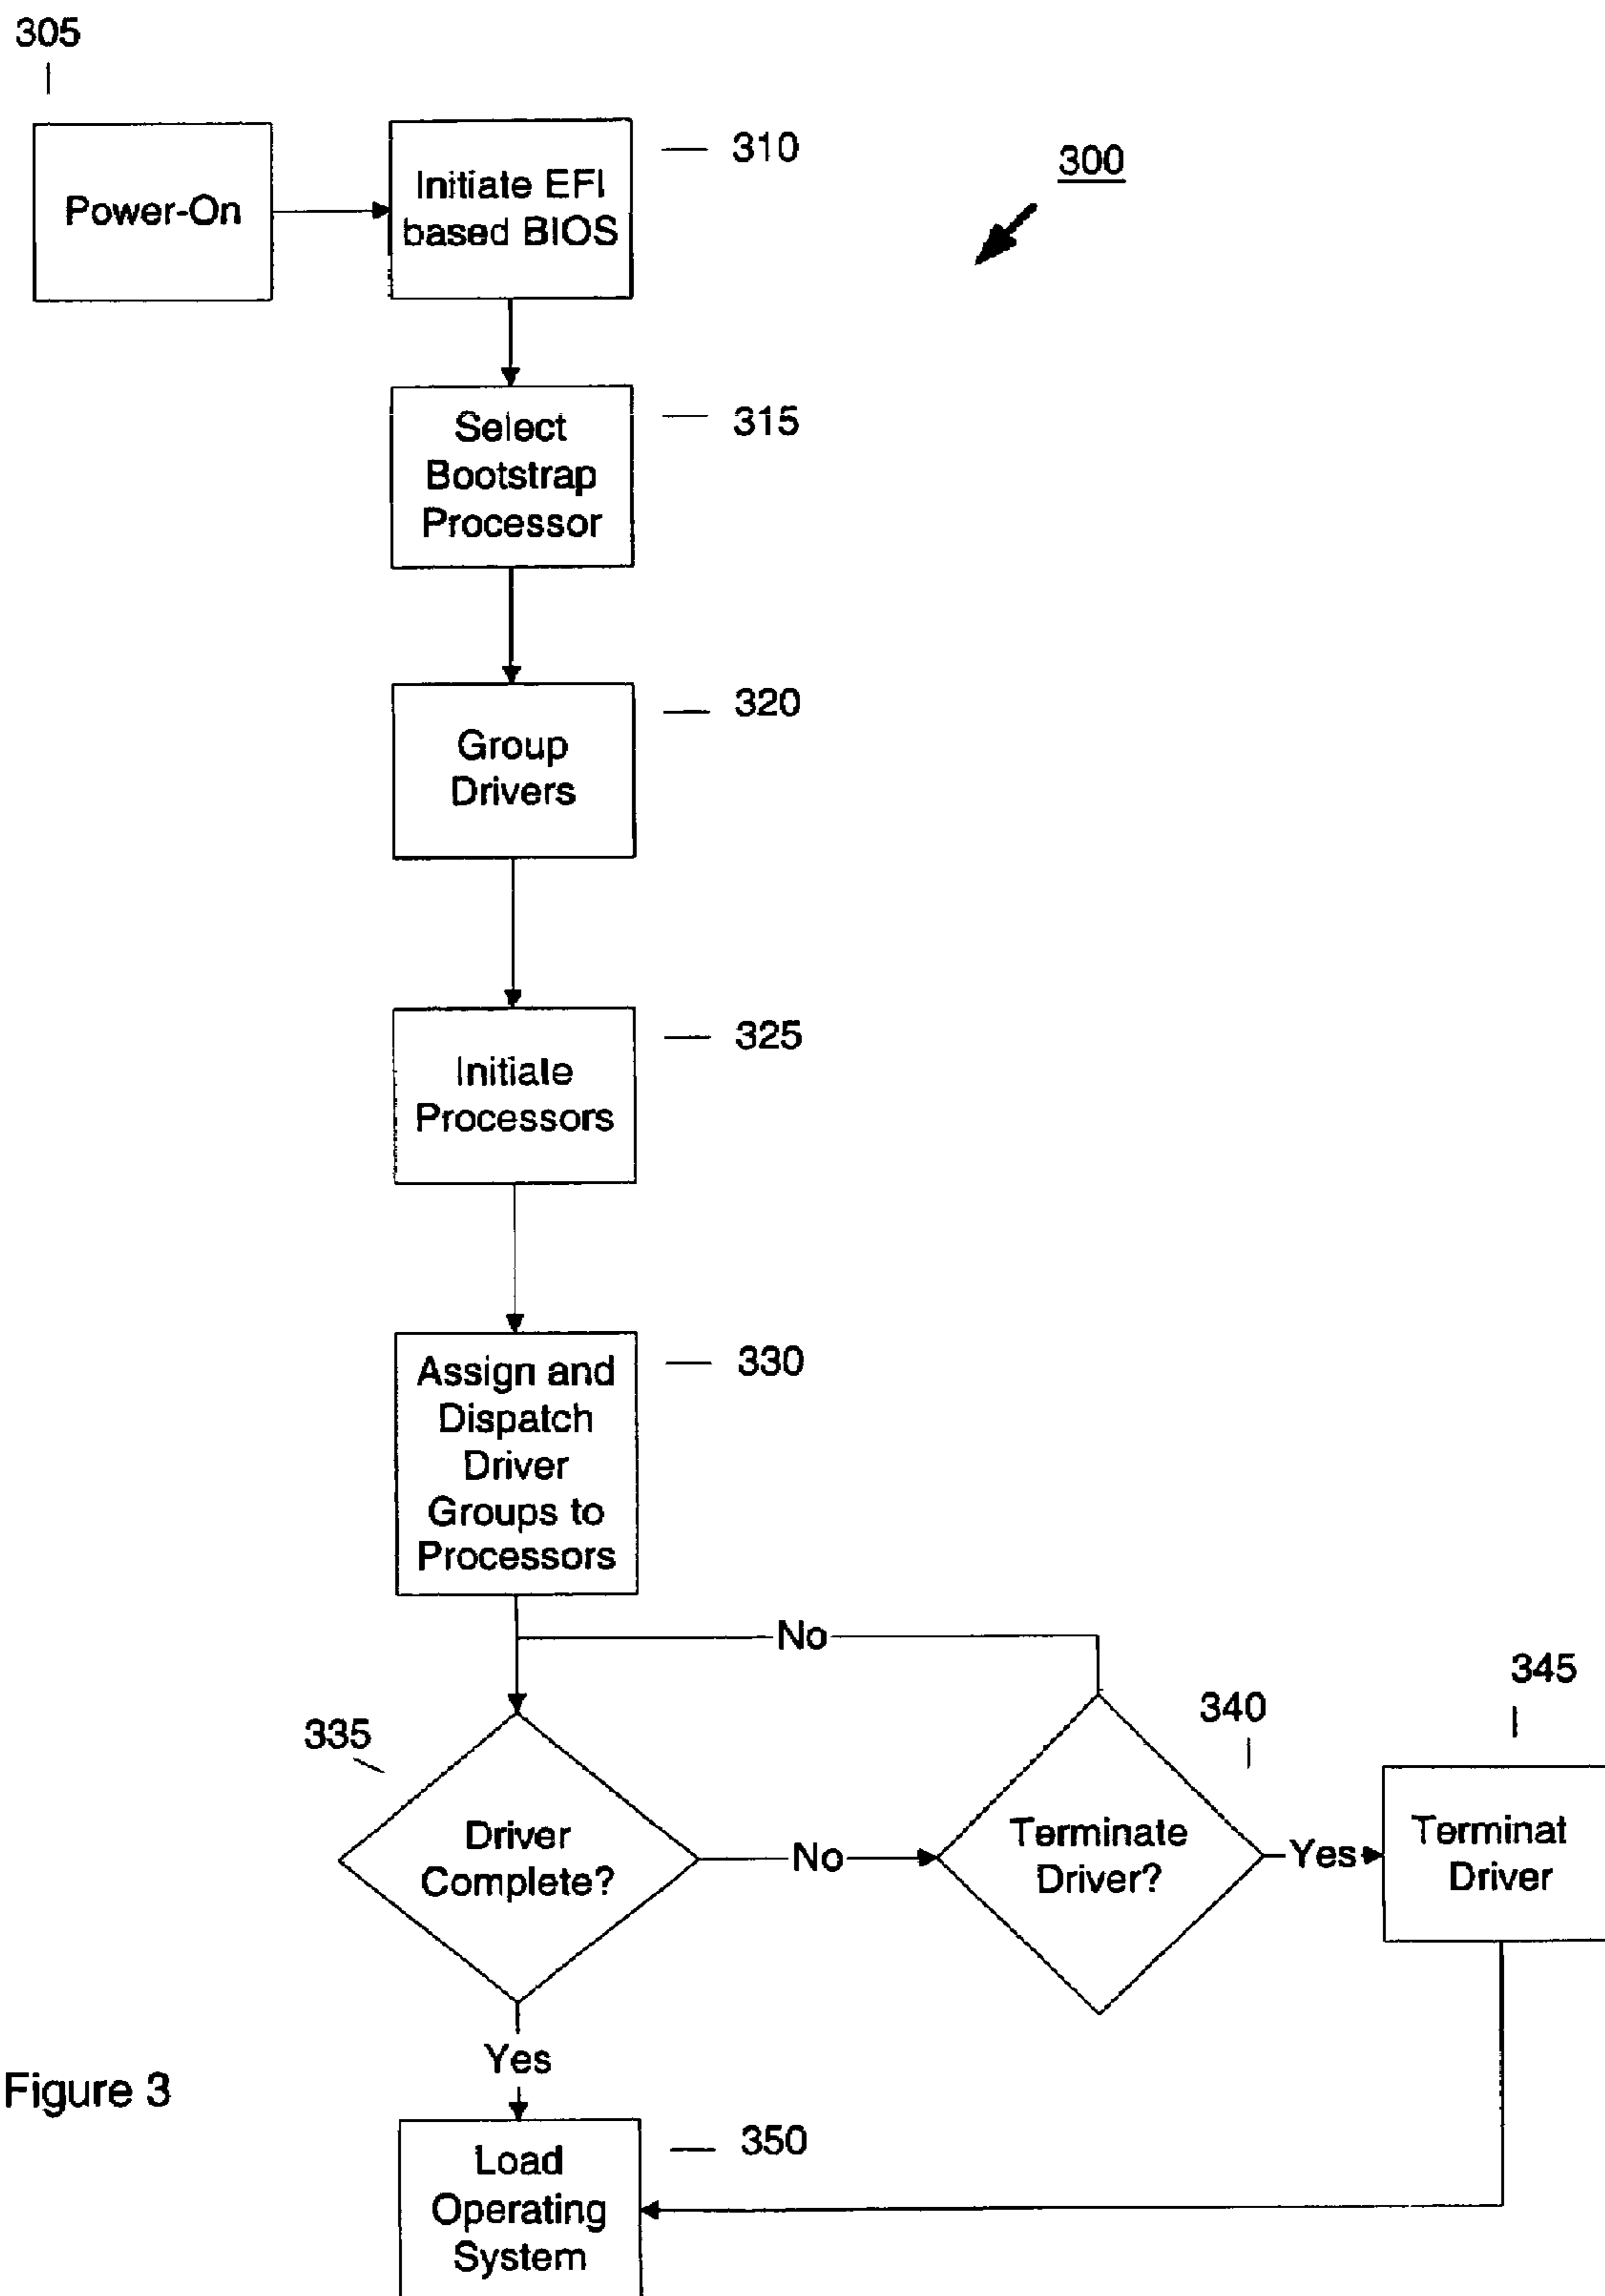 305
Power-On
Initiate EFI
based BIOS
310
300
Select
Bootstrap
Processor
315
Group
Drivers
320
Initiate
Processors
325
Assign and
Dispatch
Driver
Groups to
Processors
330
No
335
Driver
Complete?
No
340
Terminate
Driver?
Yes
345
Terminat
Driver
Yes
Figure 3
Load
Operating
System
350